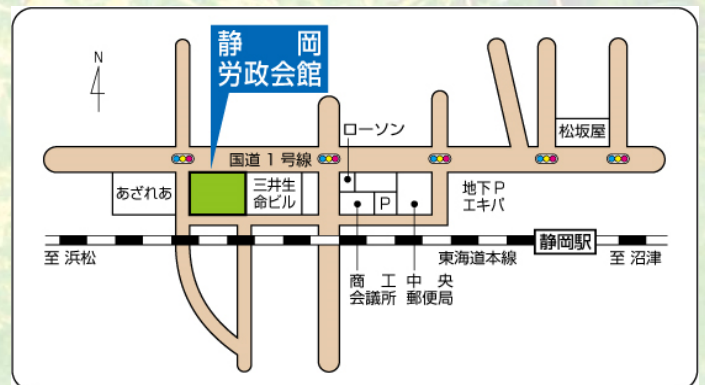 N
静岡
労政会館
ローソン
松坂屋
国道1号線
あざれあ
三井生
命ビル
P
地下P
エキパ
静岡駅
至 浜松
東海道本線
至 沼津
商工
会議所
中央
郵便局